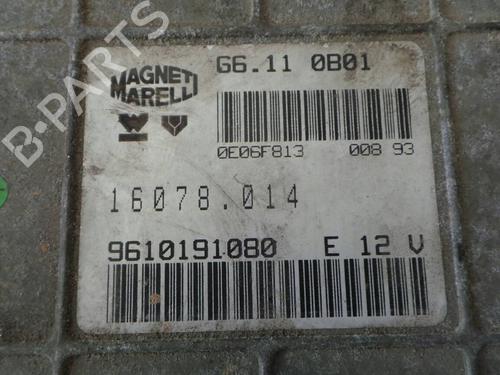 MAGNETI
MARELLI
G6.11 0B01
0E06F813 008 93
16078.014
9610191080 E 12 V
B-PARTS